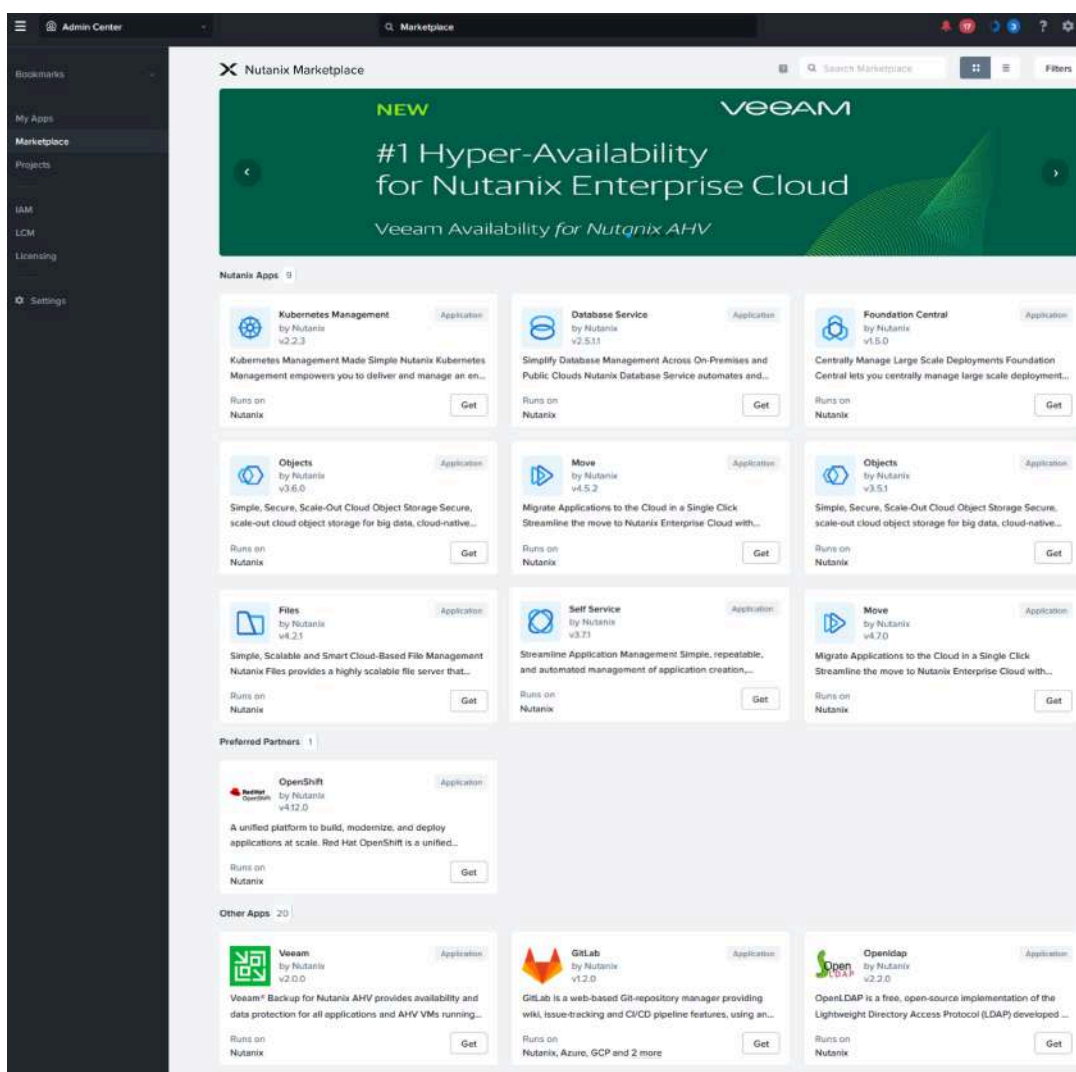 Admin Center
Marketplace
17
3
?
Bookmarks
My Apps
Marketplace
Projects
IAM
LCM
Licensing
Settings
Nutanix Marketplace
Search Marketplace
Filters
NEW
veeam
#1 Hyper-Availability
for Nutanix Enterprise Cloud
Veeam Availability for Nutanix AHV
Nutanix Apps 9
Kubernetes Management
Application
by Nutanix
v2.2.3
Kubernetes Management Made Simple Nutanix Kubernetes
Management empowers you to deliver and manage an en...
Runs on
Nutanix
Get
Database Service
Application
by Nutanix
v2.5.1.1
Simplify Database Management Across On-Premises and
Public Clouds Nutanix Database Service automates and...
Runs on
Nutanix
Get
Foundation Central
Application
by Nutanix
v1.5.0
Centrally Manage Large Scale Deployments Foundation
Central lets you centrally manage large scale deployment...
Runs on
Nutanix
Get
Objects
Application
by Nutanix
v3.6.0
Simple, Secure, Scale-Out Cloud Object Storage Secure,
scale-out cloud object storage for big data, cloud-native...
Runs on
Nutanix
Get
Move
Application
by Nutanix
v4.5.2
Migrate Applications to the Cloud in a Single Click
Streamline the move to Nutanix Enterprise Cloud with...
Runs on
Nutanix
Get
Objects
Application
by Nutanix
v3.5.1
Simple, Secure, Scale-Out Cloud Object Storage Secure,
scale-out cloud object storage for big data, cloud-native...
Runs on
Nutanix
Get
Files
Application
by Nutanix
v4.2.1
Simple, Scalable and Smart Cloud-Based File Management
Nutanix Files provides a highly scalable file server that...
Runs on
Nutanix
Get
Self Service
Application
by Nutanix
v3.7.1
Streamline Application Management Simple, repeatable,
and automated management of application creation,...
Runs on
Nutanix
Get
Move
Application
by Nutanix
v4.7.0
Migrate Applications to the Cloud in a Single Click
Streamline the move to Nutanix Enterprise Cloud with...
Runs on
Nutanix
Get
Preferred Partners 1
Red Hat
OpenShift
OpenShift
Application
by Nutanix
v4.12.0
A unified platform to build, modernize, and deploy
applications at scale. Red Hat OpenShift is a unified...
Runs on
Nutanix
Get
Other Apps 20
Veeam
Application
by Nutanix
v2.0.0
Veeam® Backup for Nutanix AHV provides availability and
data protection for all applications and AHV VMs running...
Runs on
Nutanix
Get
GitLab
Application
by Nutanix
v1.2.0
GitLab is a web-based Git-repository manager providing
wiki, issue-tracking and CI/CD pipeline features, using an...
Runs on
Nutanix, Azure, GCP and 2 more
Get
Open
LDAP
Openldap
Application
by Nutanix
v2.2.0
OpenLDAP is a free, open-source implementation of the
Lightweight Directory Access Protocol (LDAP) developed ...
Runs on
Nutanix
Get